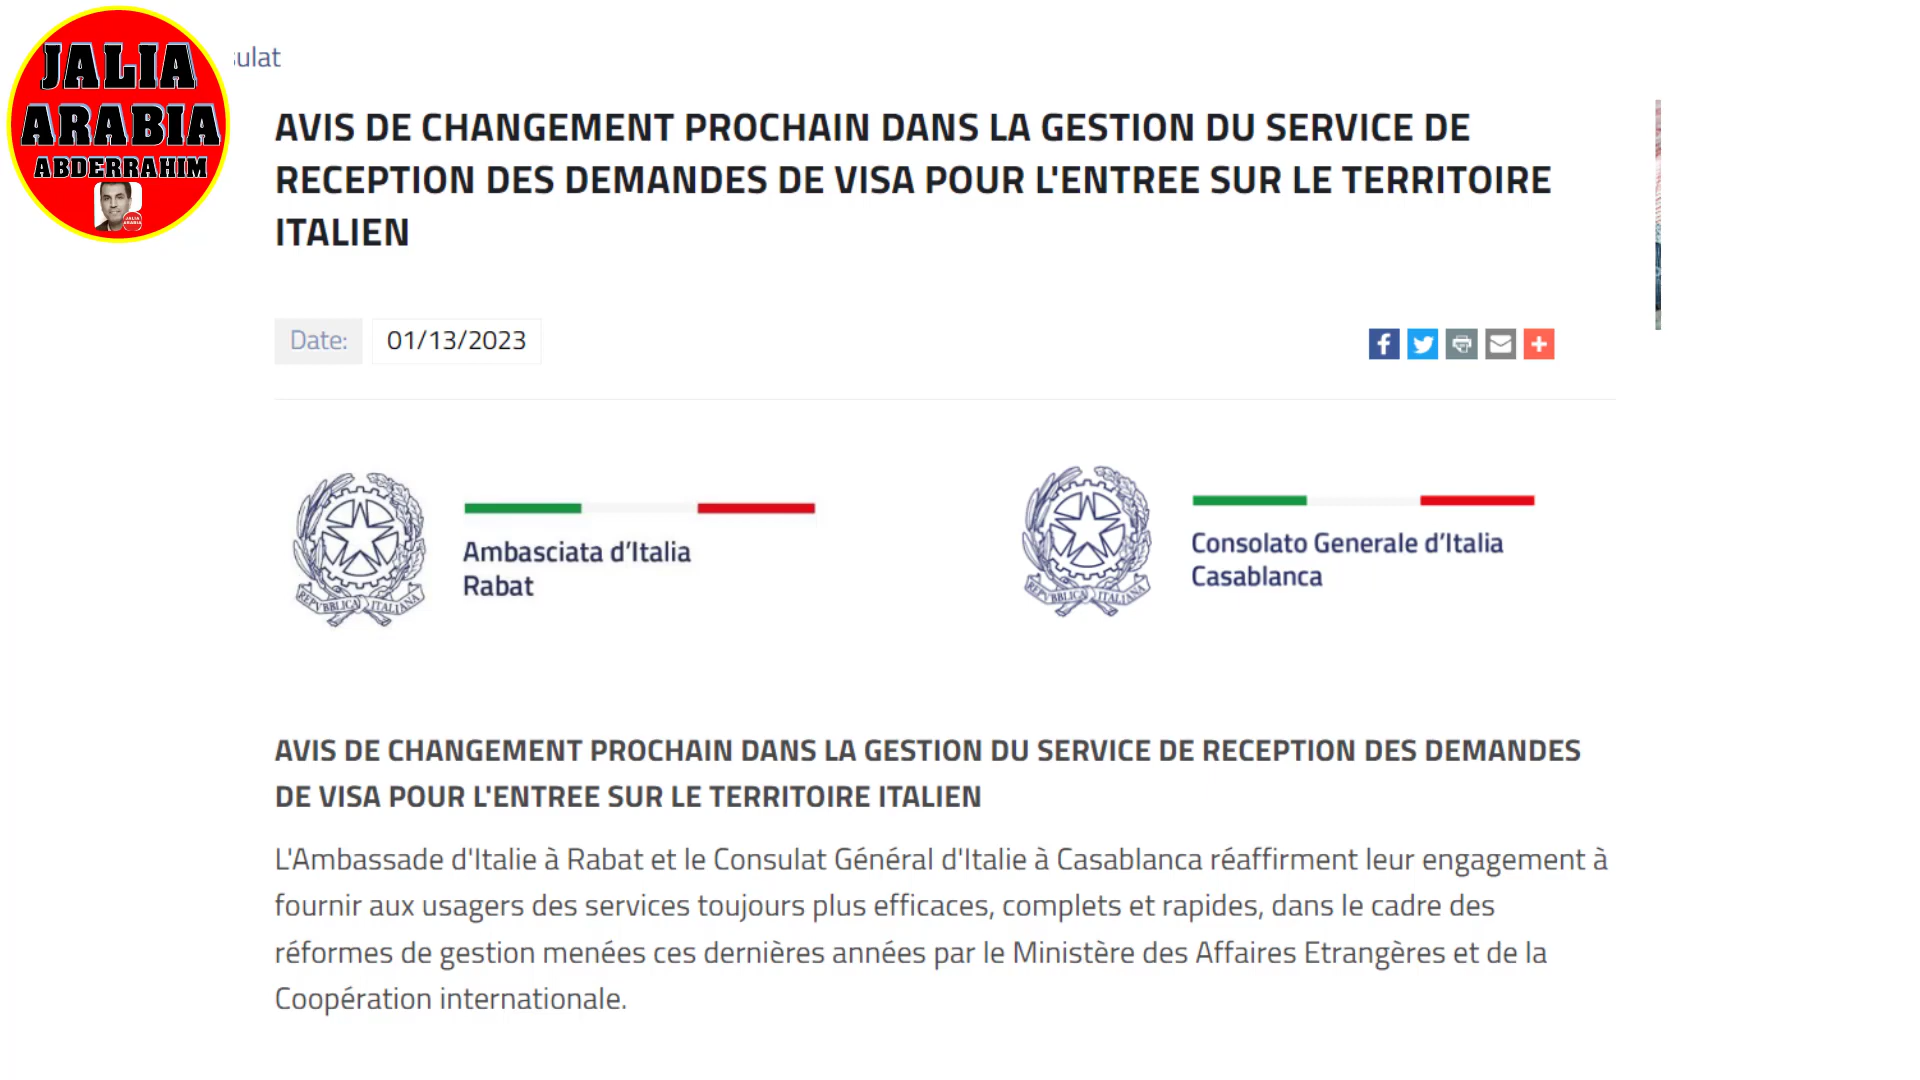 JALIA
ARABIA
ABDERRAHIM
sulat
AVIS DE CHANGEMENT PROCHAIN DANS LA GESTION DU SERVICE DE
RECEPTION DES DEMANDES DE VISA POUR L'ENTREE SUR LE TERRITOIRE
ITALIEN
Date: 01/13/2023
REPVBBLICA ITALIANA
Ambasciata d'Italia
Rabat
REPVBBLICA ITALIANA
Consolato Generale d'Italia
Casablanca
AVIS DE CHANGEMENT PROCHAIN DANS LA GESTION DU SERVICE DE RECEPTION DES DEMANDES
DE VISA POUR L'ENTREE SUR LE TERRITOIRE ITALIEN
L'Ambassade d'Italie à Rabat et le Consulat Général d'Italie à Casablanca réaffirment leur engagement à
fournir aux usagers des services toujours plus efficaces, complets et rapides, dans le cadre des
réformes de gestion menées ces dernières années par le Ministère des Affaires Etrangères et de la
Coopération internationale.